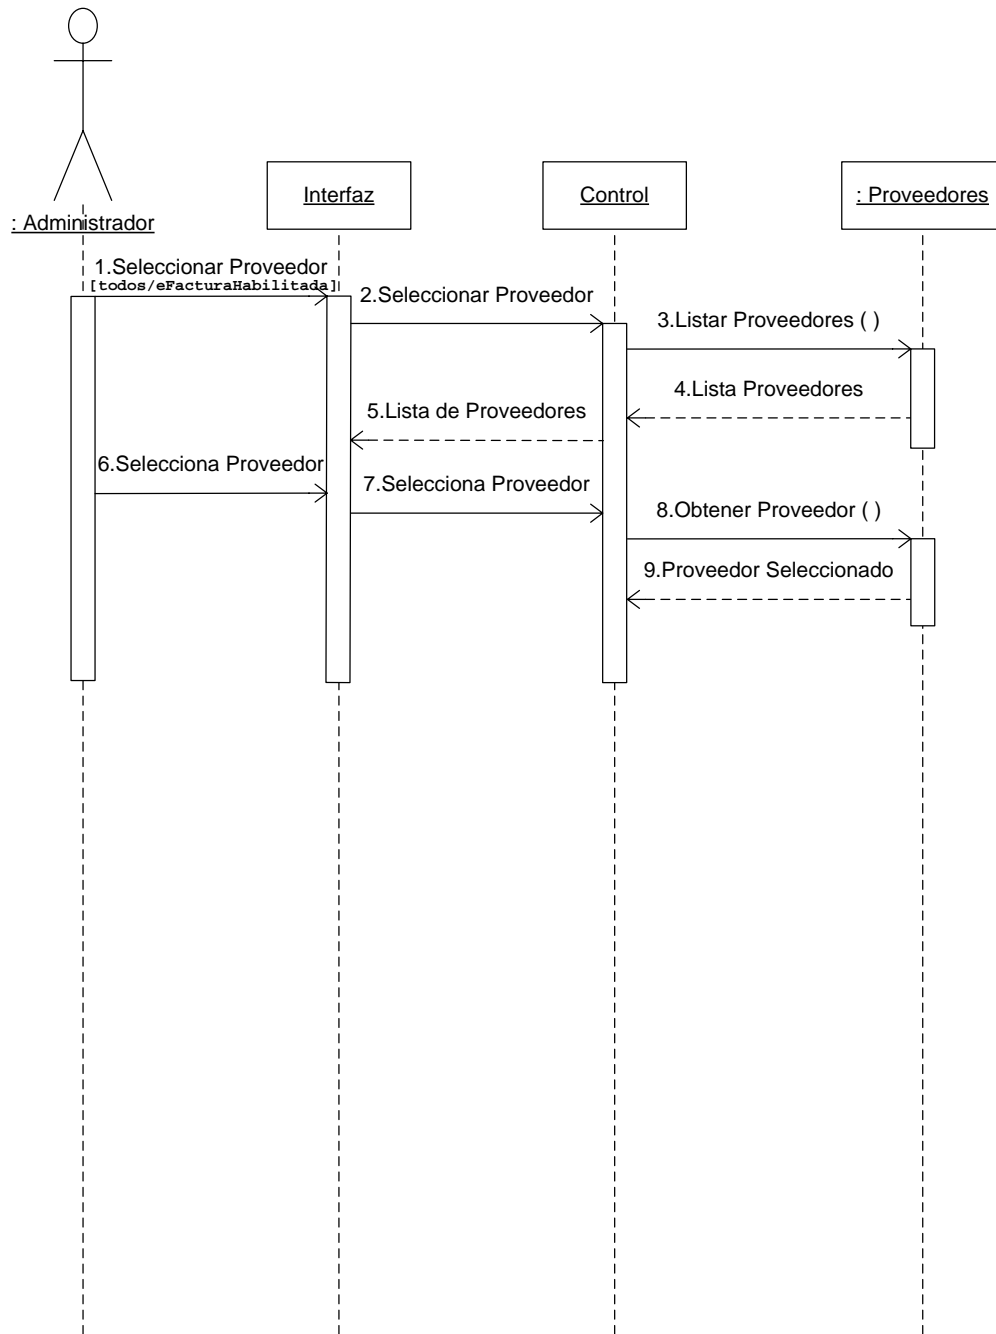 Interfaz
Control
: Proveedores
: Administrador
1.Seleccionar Proveedor
[todos/eFacturaHabilitada]
2.Seleccionar Proveedor
3.Listar Proveedores ( )
4.Lista Proveedores
5.Lista de Proveedores
6.Selecciona Proveedor
7.Selecciona Proveedor
8.Obtener Proveedor ( )
9.Proveedor Seleccionado